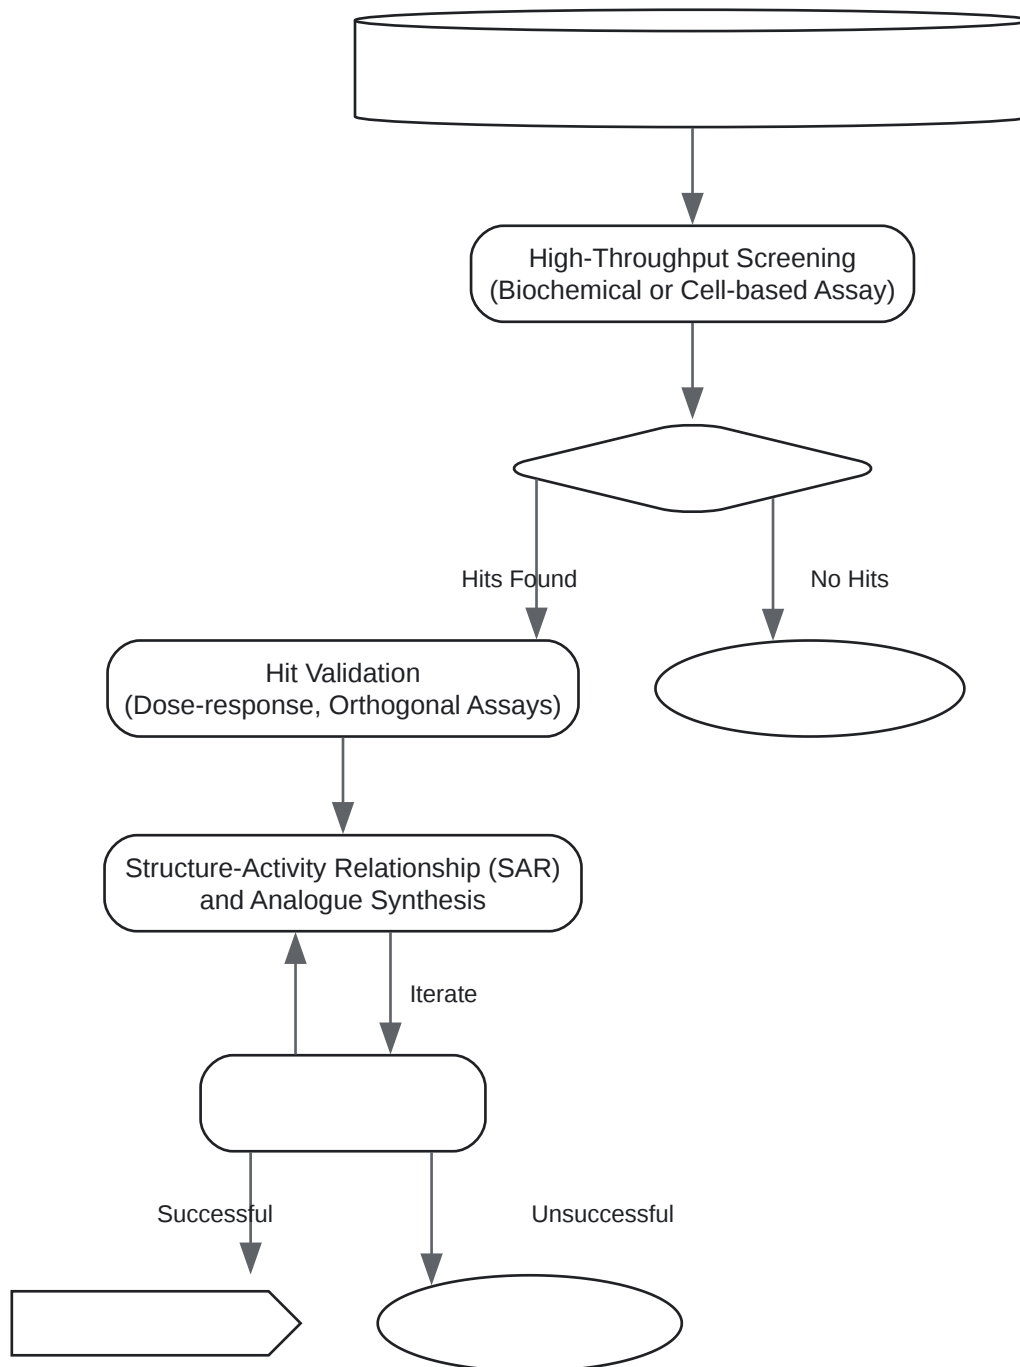 High-Throughput Screening
(Biochemical or Cell-based Assay)
Hits Found
No Hits
Hit Validation
(Dose-response, Orthogonal Assays)
Structure-Activity Relationship (SAR)
and Analogue Synthesis
Iterate
Successful
Unsuccessful